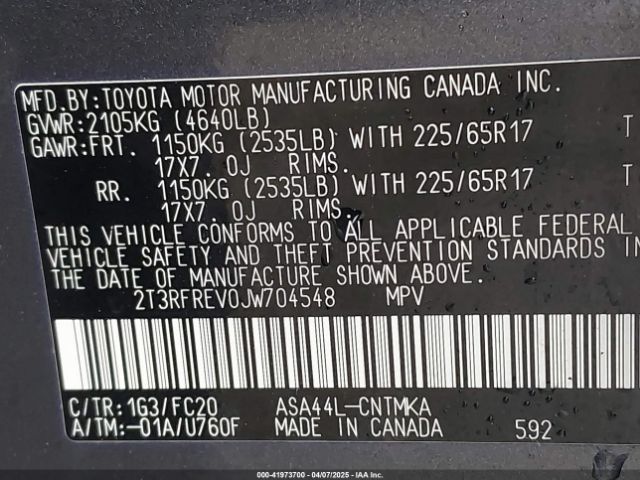 MFD.BY:TOYOTA MOTOR MANUFACTURING CANADA INC.
GVWR:2105KG (4640LB)
GAWR:FRT. 1150KG (2535LB) WITH 225/65R17 T
17X7. 0J RIMS.
RR. 1150KG (2535LB) WITH 225/65R17 T
17X7. 0J RIMS.
THIS VEHICLE CONFORMS TO ALL APPLICABLE FEDERAL
VEHICLE SAFETY AND THEFT PREVENTION STANDARDS IN
THE DATE OF MANUFACTURE SHOWN ABOVE.
2T3RFREV0JW704548 MPV
C/TR:1G3/FC20 ASA44L-CNTMKA
A/TM:-01A/U760F MADE IN CANADA 592
000-41973700 - 04/07/2025 - IAAI.COM